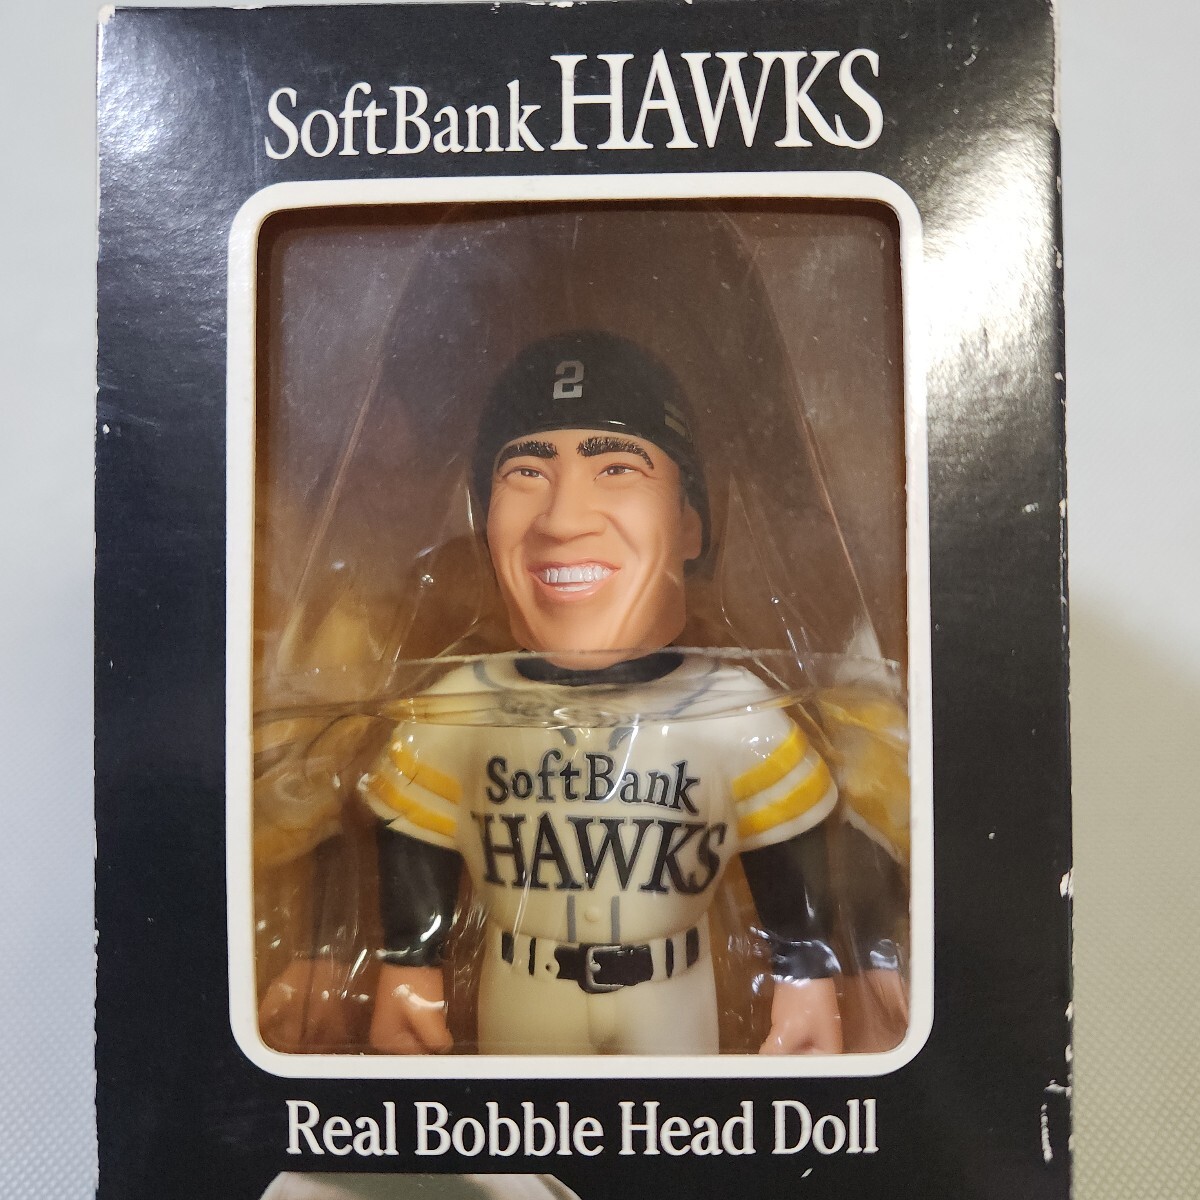 SoftBank HAWKS
2
SoftBank
HAWKS
Real Bobble Head Doll